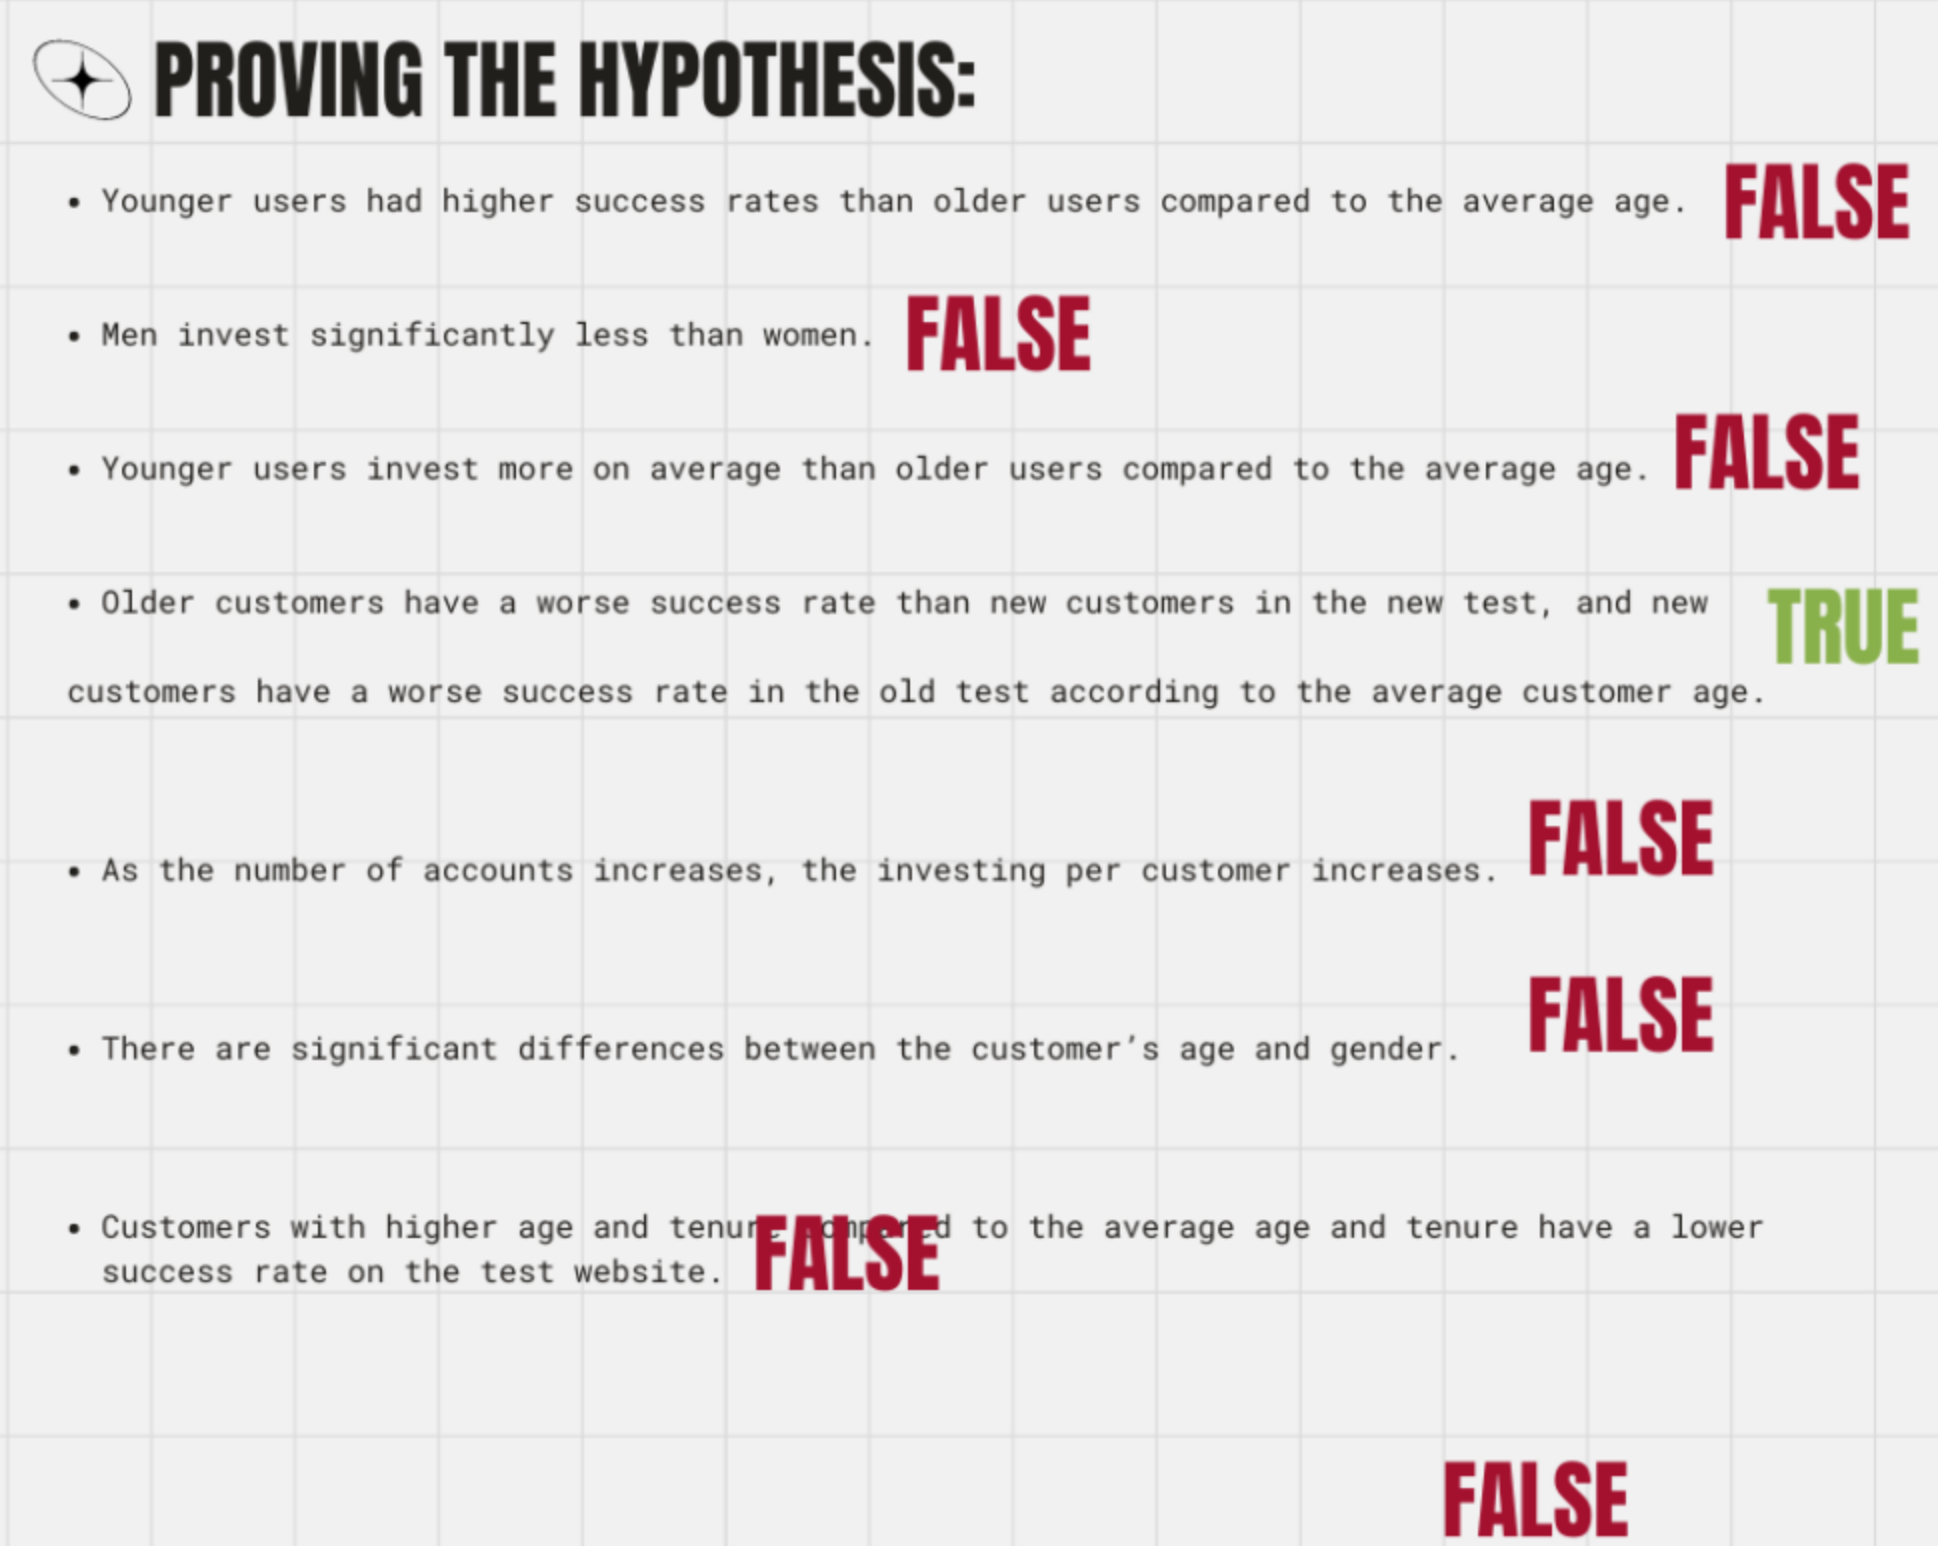 PROVING THE HYPOTHESIS:
• Younger users had higher success rates than older users compared to the average age. FALSE
• Men invest significantly less than women. FALSE
• Younger users invest more on average than older users compared to the average age. FALSE
• Older customers have a worse success rate than new customers in the new test, and new TRUE
customers have a worse success rate in the old test according to the average customer age.
• As the number of accounts increases, the investing per customer increases. FALSE
• There are significant differences between the customer’s age and gender. FALSE
• Customers with higher age and tenure compared to the average age and tenure have a lower
success rate on the test website. FALSE
FALSE